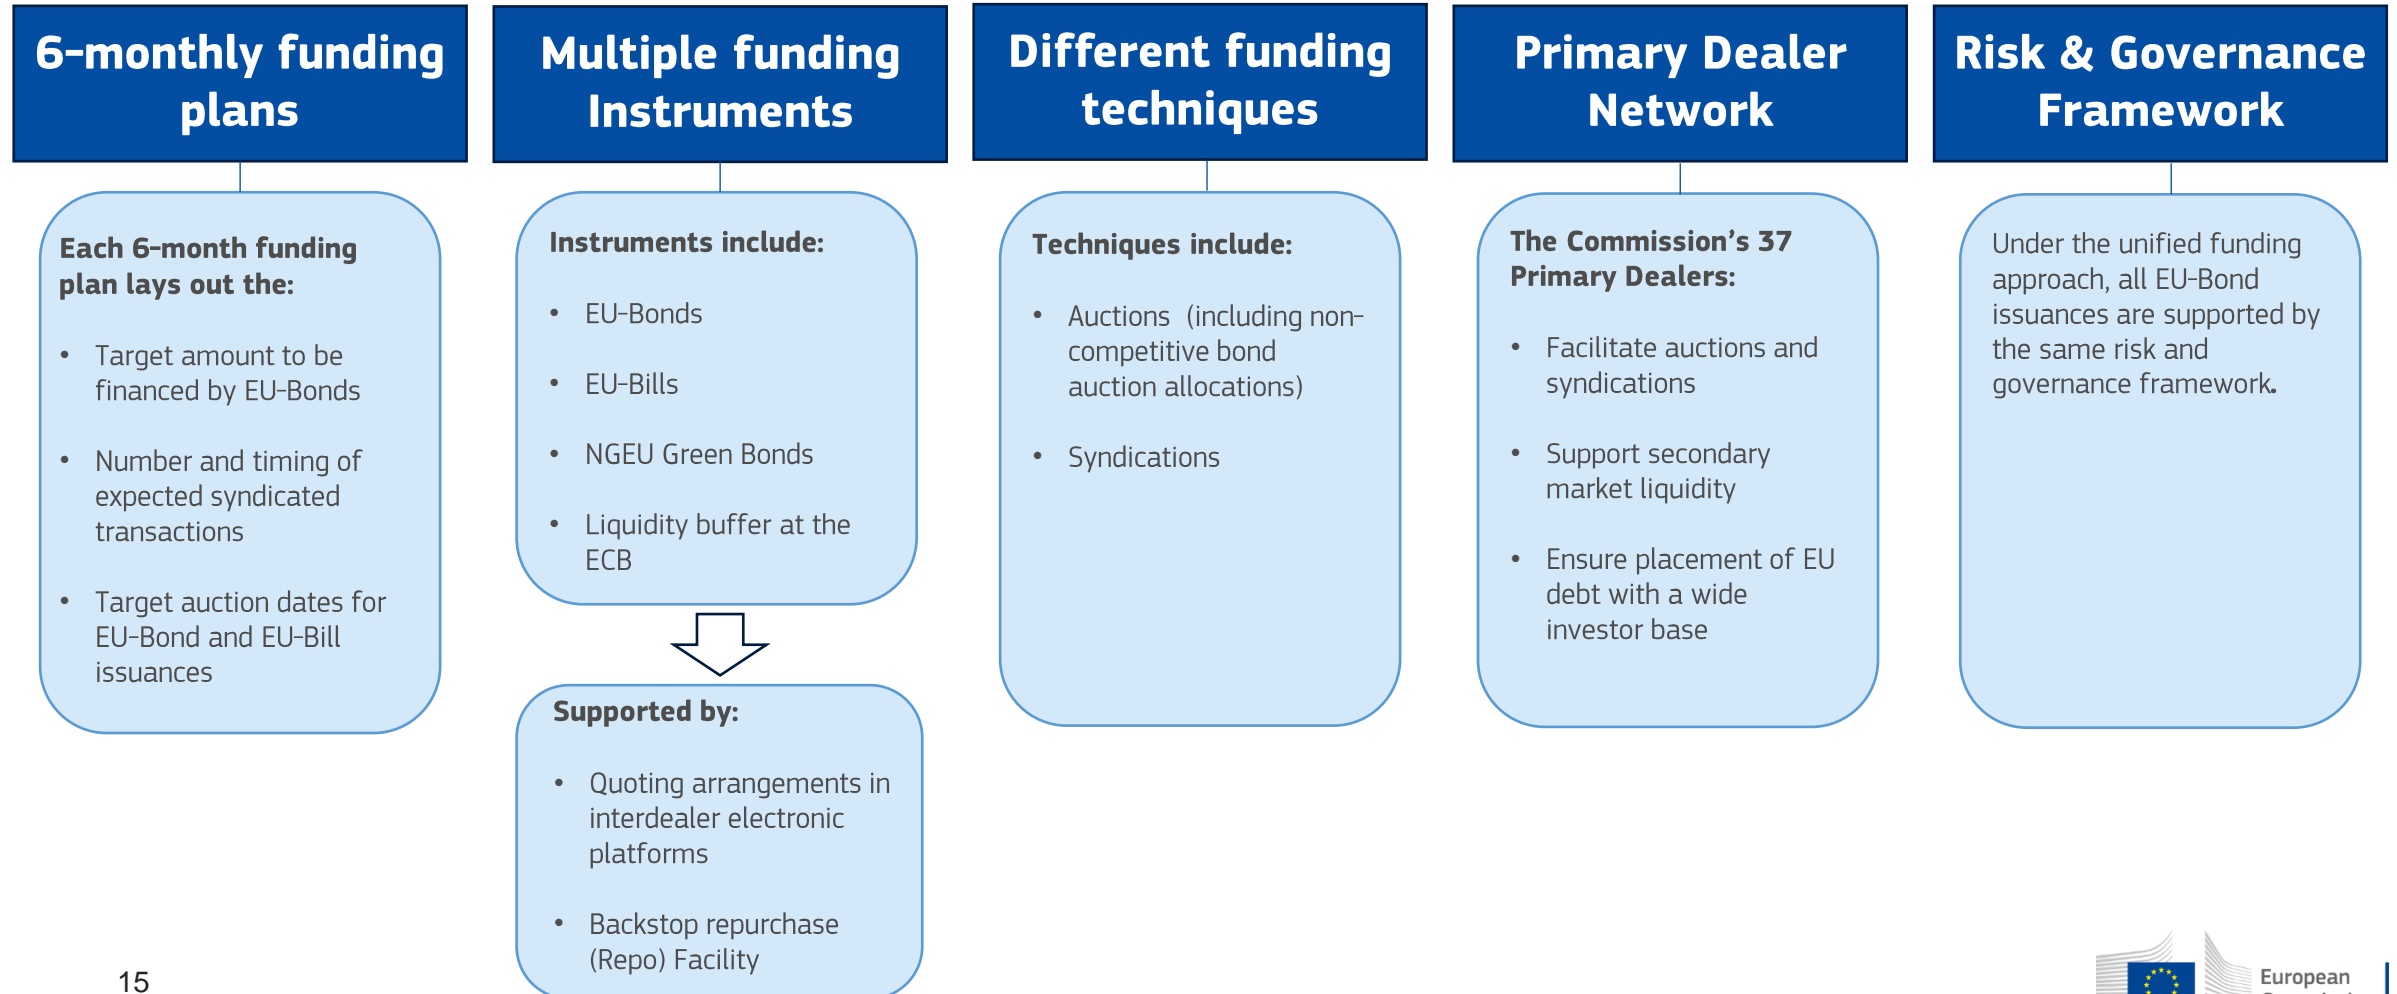 6-monthly funding
plans
Each 6-month funding
plan lays out the:
• Target amount to be
financed by EU-Bonds
• Number and timing of
expected syndicated
transactions
• Target auction dates for
EU-Bond and EU-Bill
issuances
Multiple funding
Instruments
Instruments include:
• EU-Bonds
• EU-Bills
• NGEU Green Bonds
• Liquidity buffer at the
ECB
Supported by:
• Quoting arrangements in
interdealer electronic
platforms
• Backstop repurchase
(Repo) Facility
Different funding
techniques
Techniques include:
• Auctions (including non-
competitive bond
auction allocations)
• Syndications
Primary Dealer
Network
The Commission’s 37
Primary Dealers:
• Facilitate auctions and
syndications
• Support secondary
market liquidity
• Ensure placement of EU
debt with a wide
investor base
Risk & Governance
Framework
Under the unified funding
approach, all EU-Bond
issuances are supported by
the same risk and
governance framework.
15
European